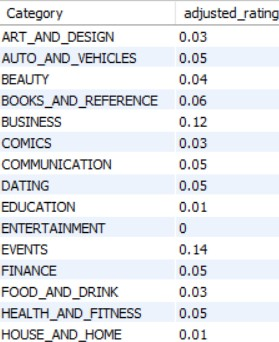 Category adjusted_rating
ART_AND_DESIGN 0.03
AUTO_AND_VEHICLES 0.05
BEAUTY 0.04
BOOKS_AND_REFERENCE 0.06
BUSINESS 0.12
COMICS 0.03
COMMUNICATION 0.05
DATING 0.05
EDUCATION 0.01
ENTERTAINMENT 0
EVENTS 0.14
FINANCE 0.05
FOOD_AND_DRINK 0.03
HEALTH_AND_FITNESS 0.05
HOUSE_AND_HOME 0.01